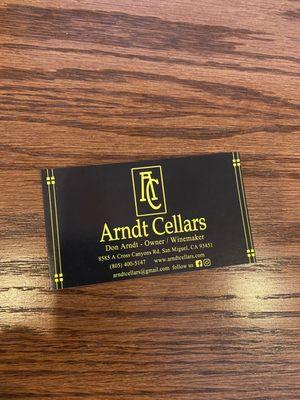 AC
Arndt Cellars
Don Arndt - Owner / Winemaker
8585 A Cross Canyons Rd. San Miguel, CA 93451
(805) 400-5147 www.arndtcellars.com
arndtcellars@gmail.com follow us